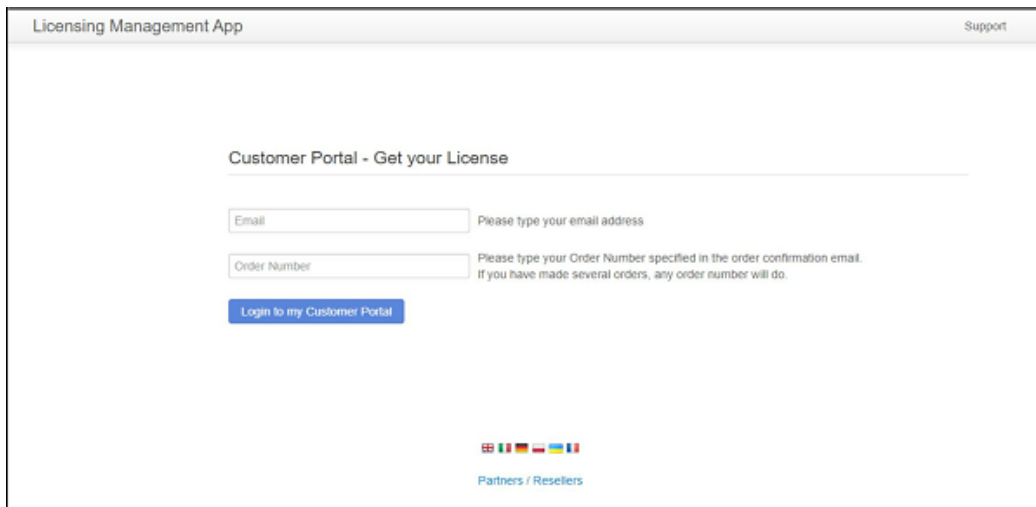 Licensing Management App
Support
Customer Portal - Get your License
Email
Please type your email address
Order Number
Please type your Order Number specified in the order confirmation email.
If you have made several orders, any order number will do.
Login to my Customer Portal
Partners / Resellers